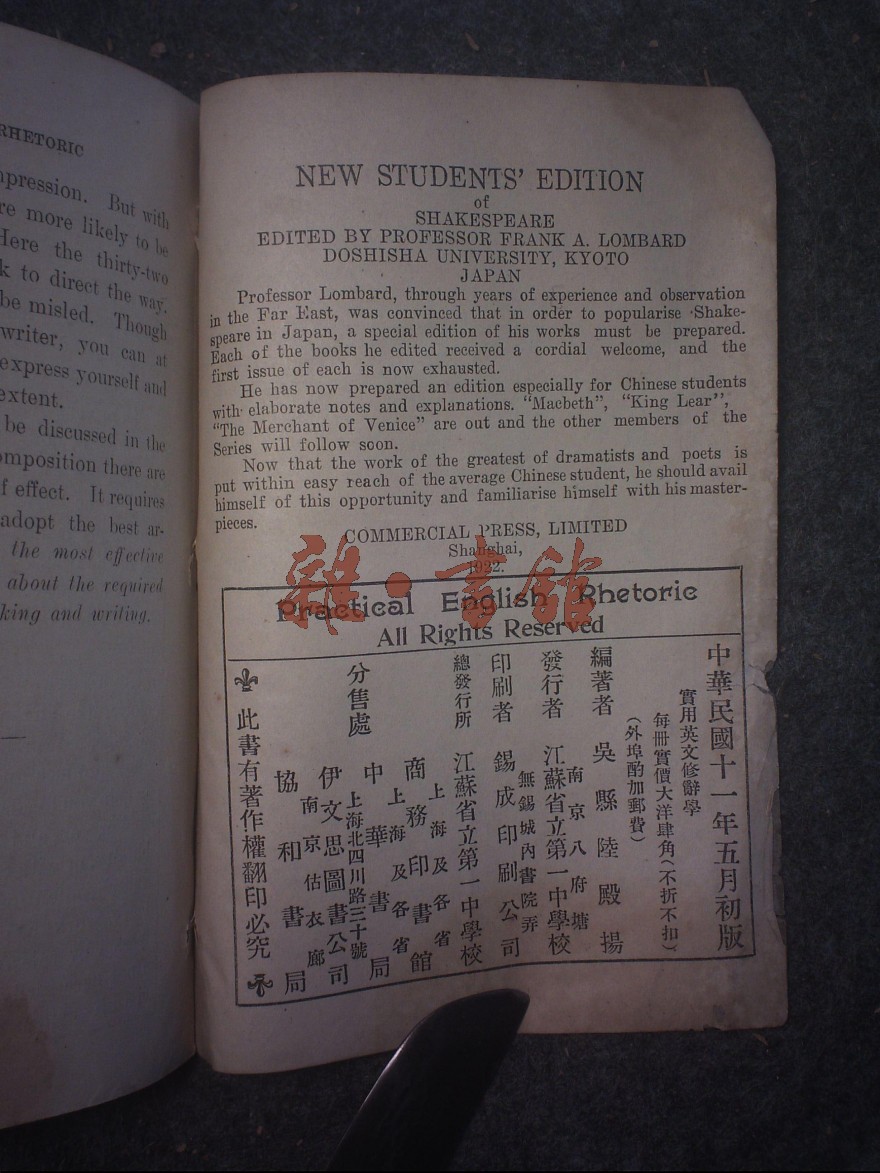 RHETORIC
But with
re more likely to be
Here the thirty-two
k to direct the way.
be misled. Though
writer, you can at
express yourself and
extent.
be discussed in the
omposition there are
f effect. It requires
adopt the best ar-
the most effective
about the required
king and writing.
NEW STUDENTS' EDITION
of
SHAKESPEARE
EDITED BY PROFESSOR FRANK A. LOMBARD
DOSHISHA UNIVERSITY, KYOTO
JAPAN
Professor Lombard, through years of experience and observation
in the Far East, was convinced that in order to popularise Shake-
speare in Japan, a special edition of his works must be prepared.
Each of the books he edited received a cordial welcome, and the
first issue of each is now exhausted.
He has now prepared an edition especially for Chinese students
with elaborate notes and explanations. "Macbeth", "King Lear",
"The Merchant of Venice" are out and the other members of the
Series will follow soon.
Now that the work of the greatest of dramatists and poets is
put within easy reach of the average Chinese student, he should avail
himself of this opportunity and familiarise himself with his master-
pieces.
COMMERCIAL PRESS, LIMITED
Shanghai,
1922.
雜·書館
Practical English Rhetoric
All Rights Reserved
中華民國十一年五月初版
實用英文修辭學
每冊實價大洋肆角(不折不扣)
(外埠酌加郵費)
編著者 吳縣陸殿揚
發行者 南京八府塘
江蘇省立第一中學校
印刷者 無錫城內書院弄
錫成印刷公司
總發行所 江蘇省立第一中學校
分售處 上海及各省
商務印書館
上海及各省
中華書局
上海北四川路三十號
伊文思圖書公司
南京估衣廊
協和書局
此書有著作權翻印必究